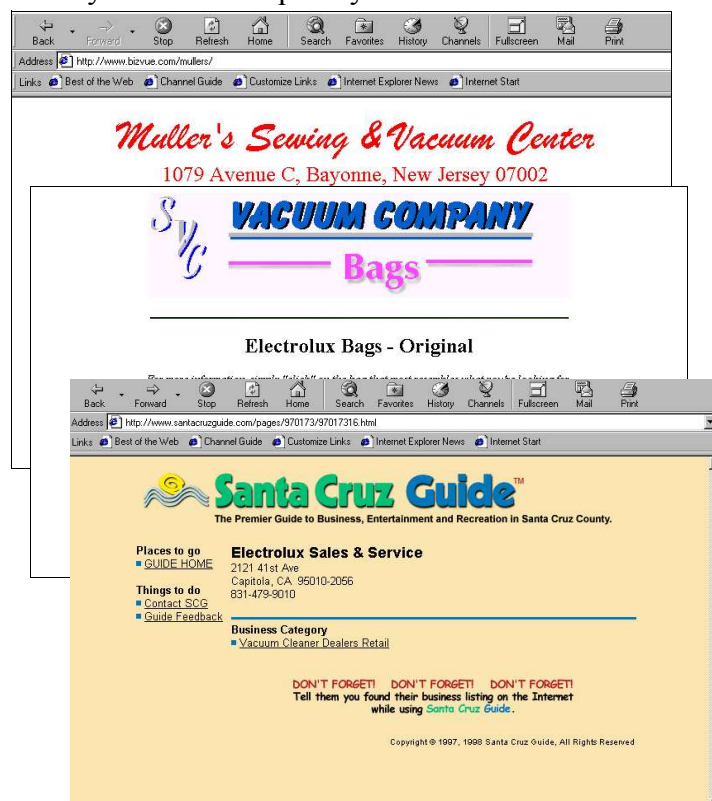 Back Forward Stop Refresh Home Search Favorites History Channels Fullscreen Mail Print
Address http://www.bizvue.com/mullers/
Links Best of the Web Channel Guide Customize Links Internet Explorer News Internet Start
Muller's Sewing & Vacuum Center
1079 Avenue C, Bayonne, New Jersey 07002
SVC VACUUM COMPANY
Bags
Electrolux Bags - Original
Back Forward Stop Refresh Home Search Favorites History Channels Fullscreen Mail Print
Address http://www.santacruzguide.com/pages/970173/97017316.html
Links Best of the Web Channel Guide Customize Links Internet Explorer News Internet Start
Santa Cruz Guide™
The Premier Guide to Business, Entertainment and Recreation in Santa Cruz County.
Places to go
GUIDE HOME
Things to do
Contact SCG
Guide Feedback
Electrolux Sales & Service
2121 41st Ave
Capitola, CA 95010-2056
831-479-9010
Business Category
Vacuum Cleaner Dealers Retail
DON'T FORGET! DON'T FORGET! DON'T FORGET!
Tell them you found their business listing on the Internet
while using Santa Cruz Guide.
Copyright © 1997, 1998 Santa Cruz Guide, All Rights Reserved